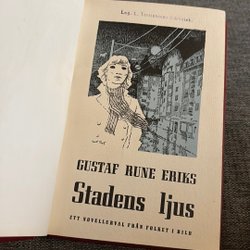 GUSTAF RUNE ERIKS
Stadens ljus
ETT NOVELLURVAL FRÅN FOLKET I BILD